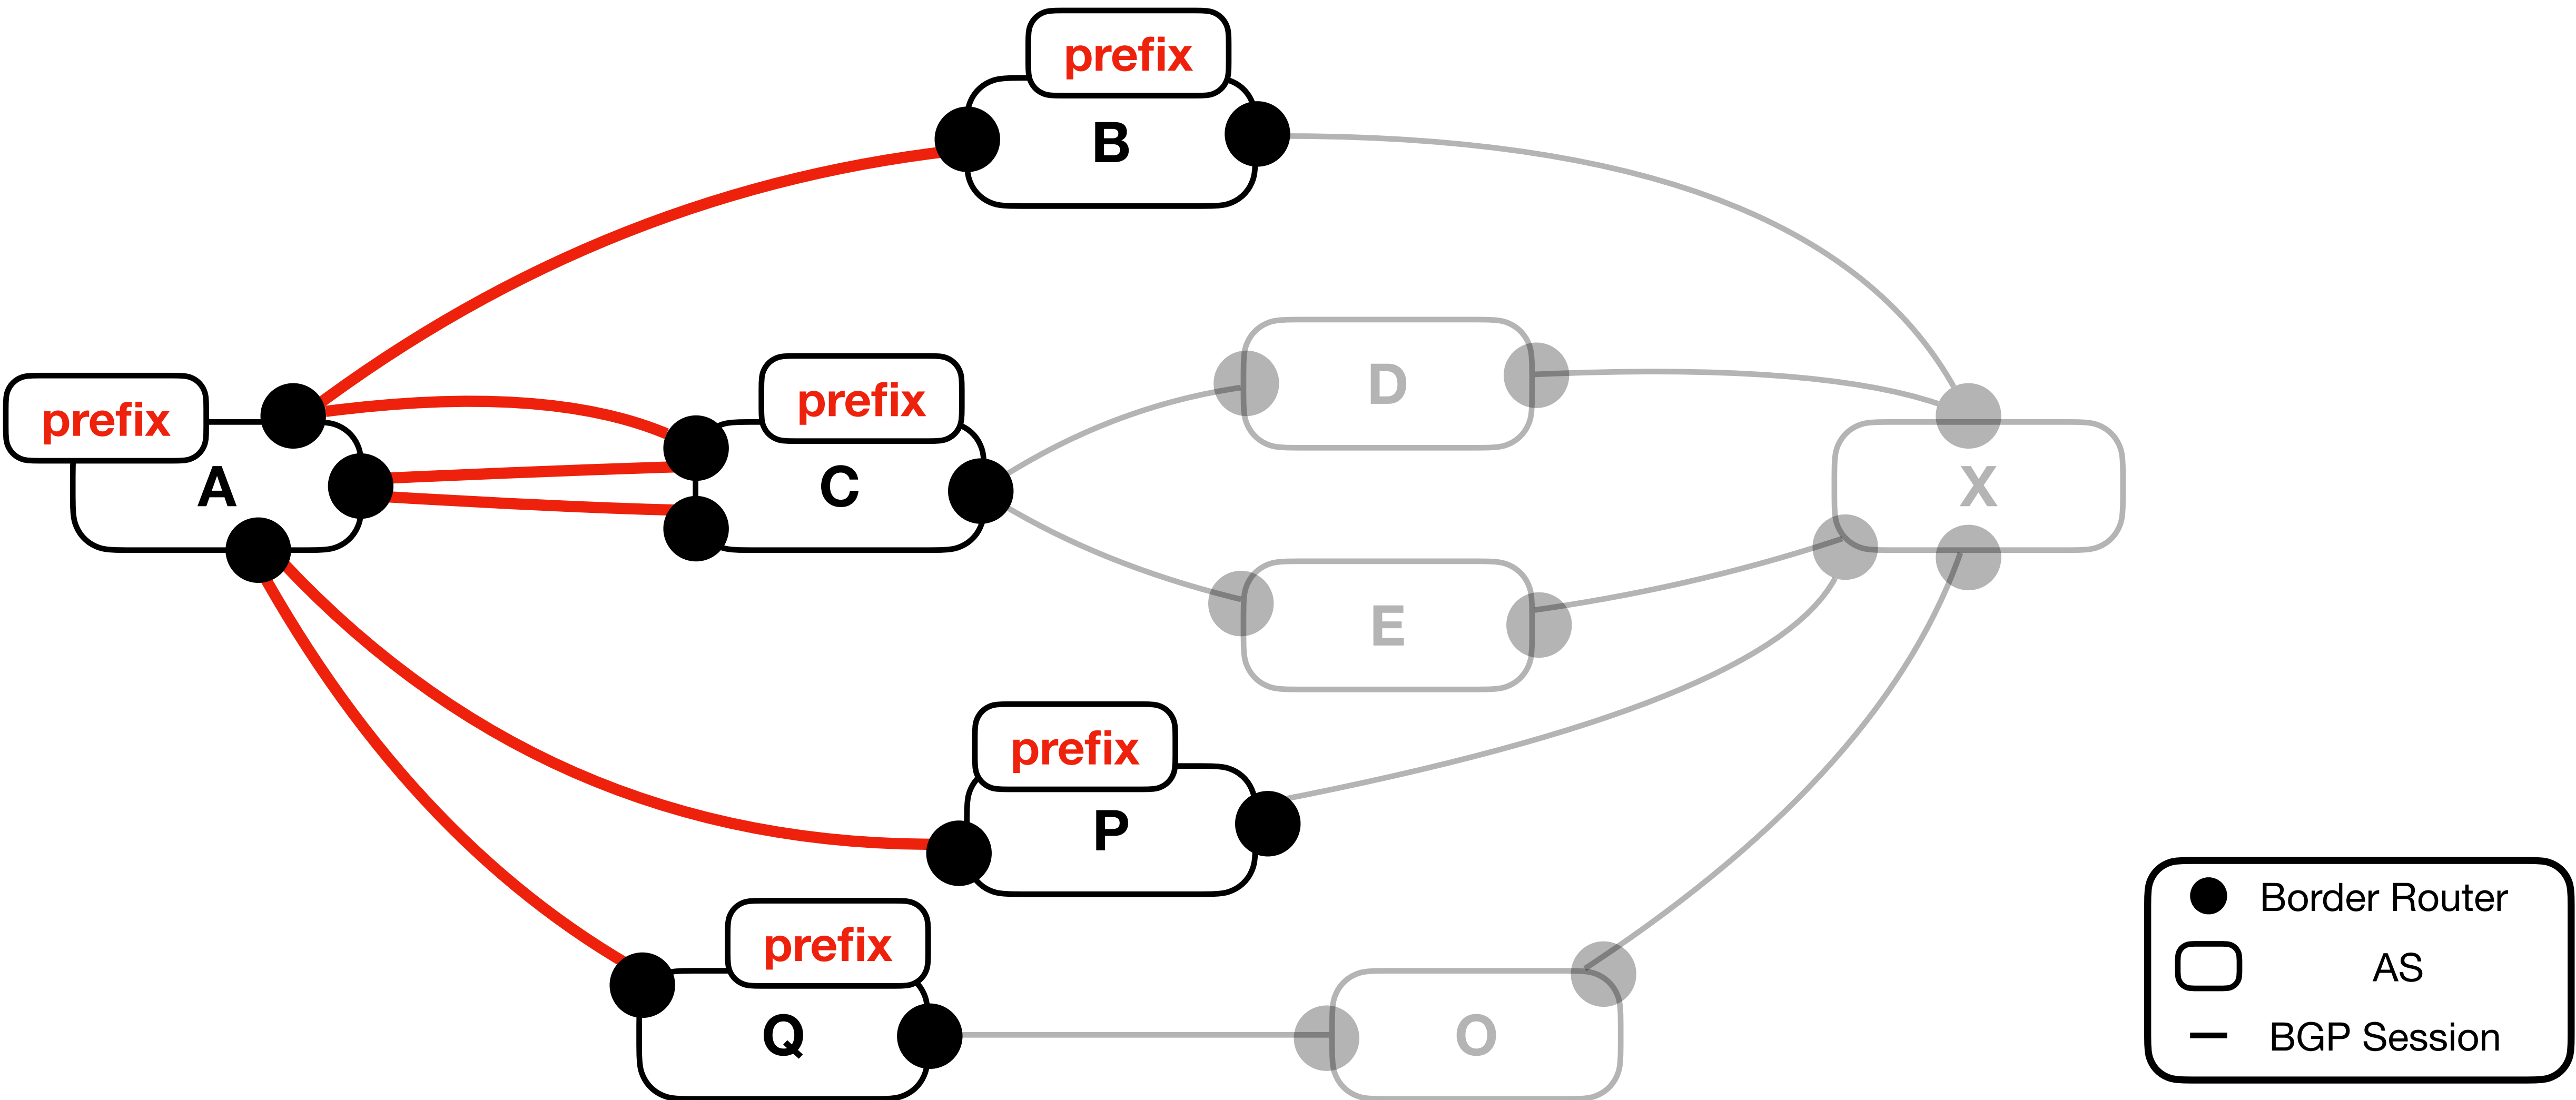 prefix
B
prefix
A
prefix
C
D
E
X
prefix
P
prefix
Q
O
Border Router
AS
BGP Session